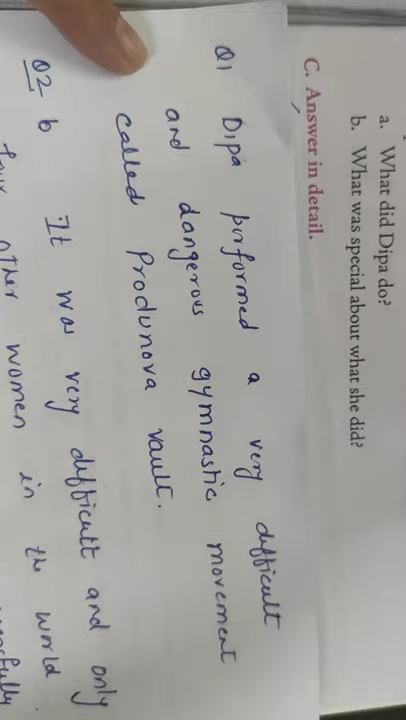 a. What did Dipa do?
b. What was special about what she did?
C. Answer in detail.
Q1 Dipa performed a very difficult
and dangerous gymnastic movement
called Produnova vault.
Q2 b It was very difficult and only
four other women in the world